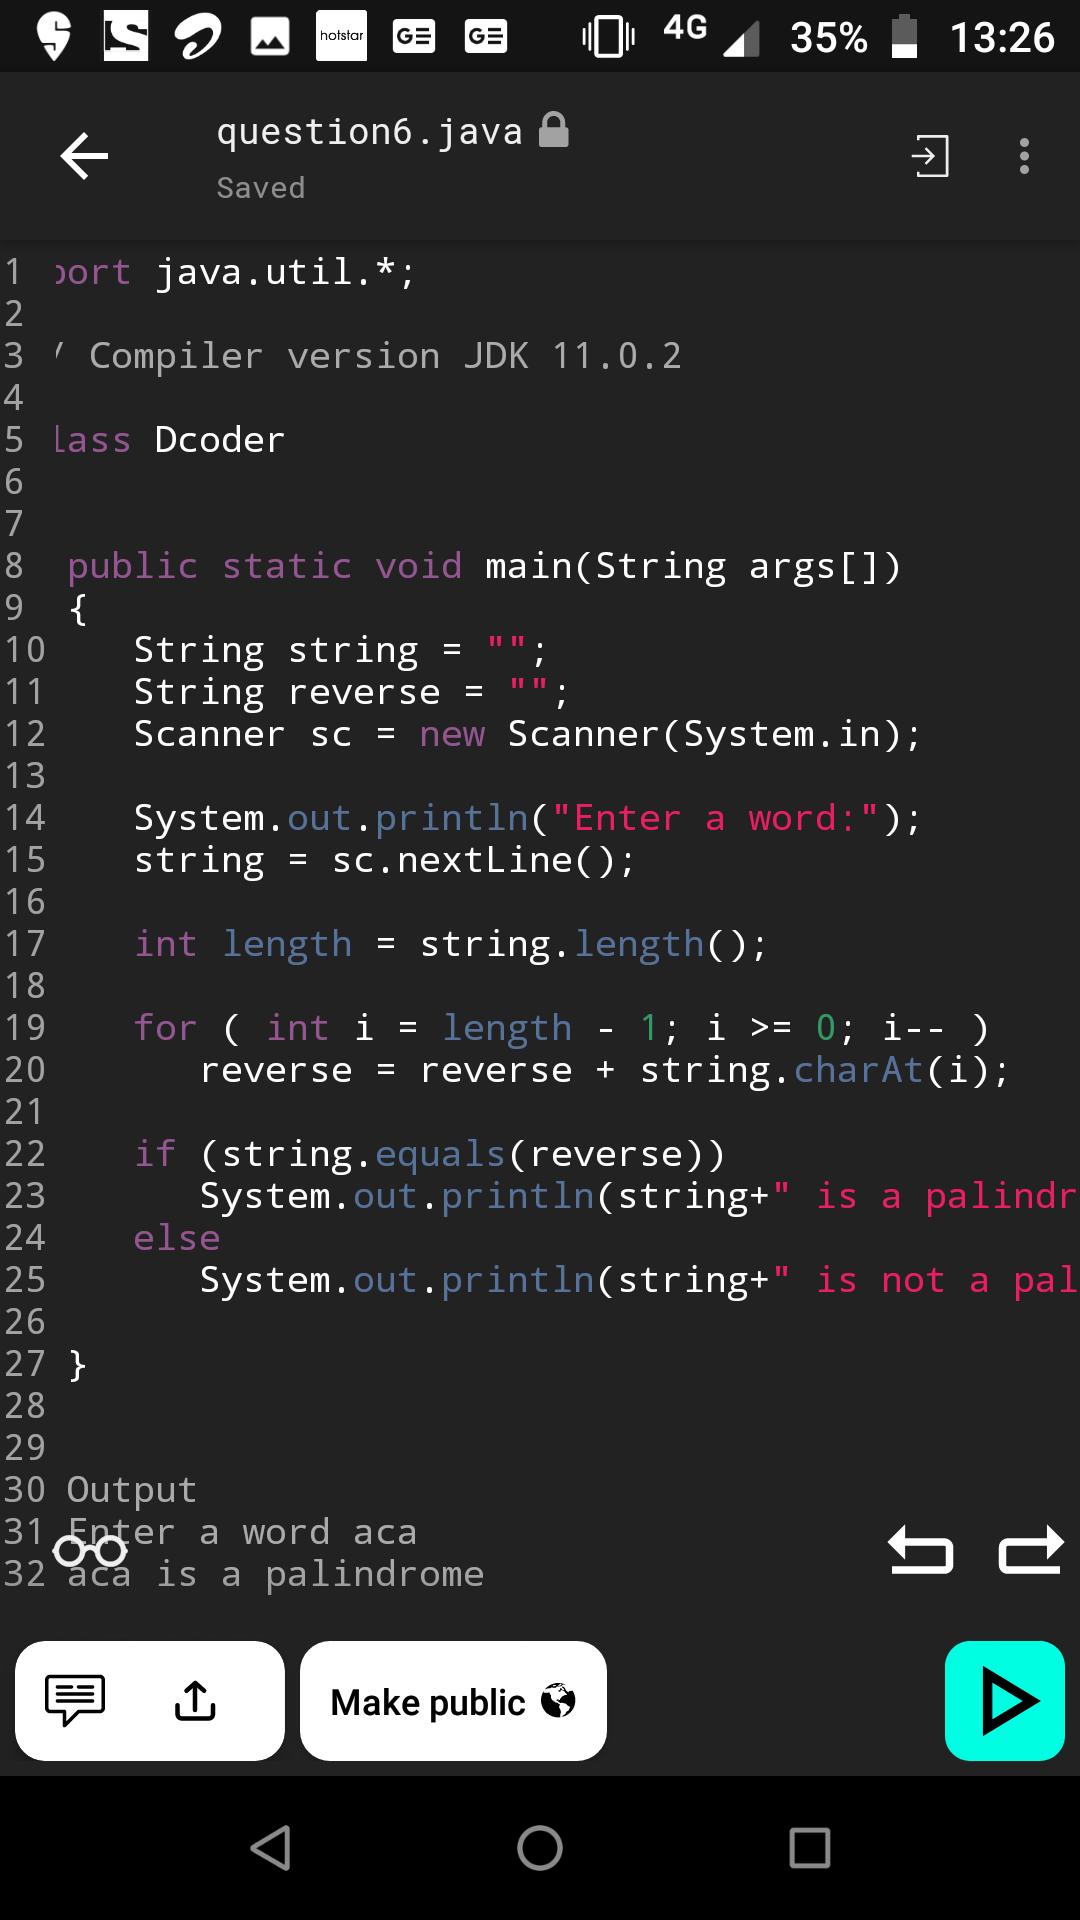 hotstar GE GE 4G 35% 13:26
question6.java
Saved
1 port java.util.*;
2
3 / Compiler version JDK 11.0.2
4
5 lass Dcoder
6
7
8 public static void main(String args[])
9 {
10 String string = "";
11 String reverse = "";
12 Scanner sc = new Scanner(System.in);
13
14 System.out.println("Enter a word:");
15 string = sc.nextLine();
16
17 int length = string.length();
18
19 for ( int i = length - 1; i >= 0; i-- )
20 reverse = reverse + string.charAt(i);
21
22 if (string.equals(reverse))
23 System.out.println(string+" is a palindr
24 else
25 System.out.println(string+" is not a pal
26
27 }
28
29
30 Output
31 Enter a word aca
32 aca is a palindrome
Make public